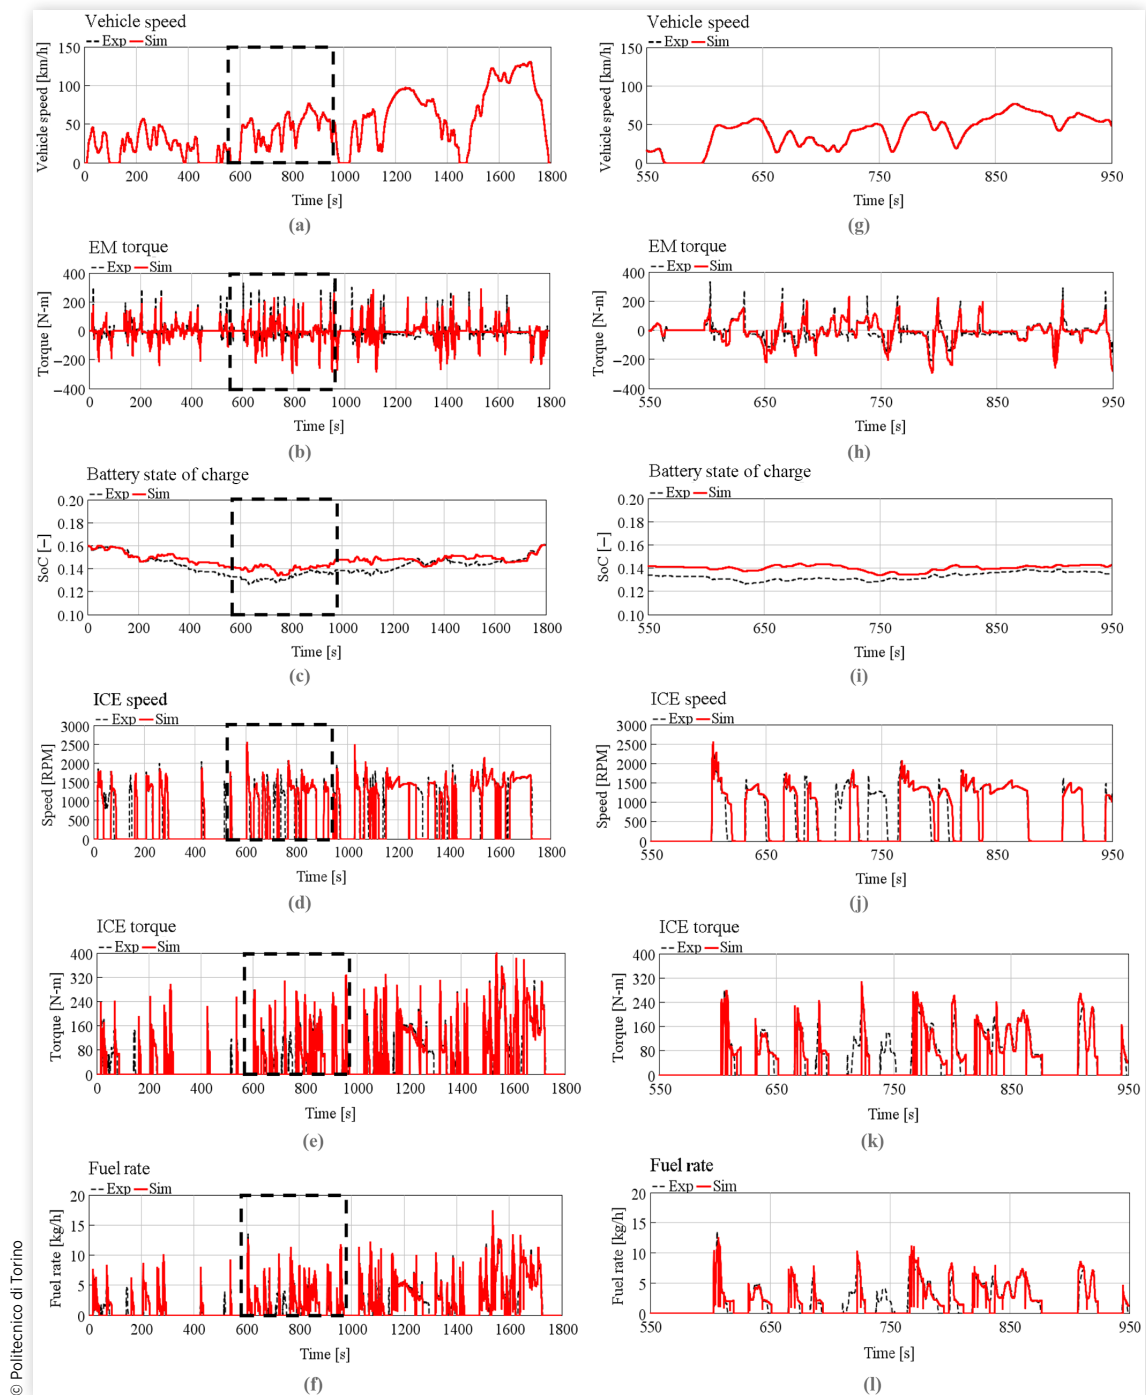 Vehicle speed
Exp Sim
Vehicle speed [km/h]
150
100
50
0
0 200 400 600 800 1000 1200 1400 1600 1800
Time [s]
(a)
Vehicle speed
Exp Sim
Vehicle speed [km/h]
150
100
50
0
550 650 750 850 950
Time [s]
(g)
EM torque
Exp Sim
Torque [N-m]
400
200
0
−200
−400
0 200 400 600 800 1000 1200 1400 1600 1800
Time [s]
(b)
EM torque
Exp Sim
Torque [N-m]
400
200
0
−200
−400
550 650 750 850 950
Time [s]
(h)
Battery state of charge
Exp Sim
SoC [−]
0.20
0.18
0.16
0.14
0.12
0.10
0 200 400 600 800 1000 1200 1400 1600 1800
Time [s]
(c)
Battery state of charge
Exp Sim
SoC [−]
0.20
0.18
0.16
0.14
0.12
0.10
550 650 750 850 950
Time [s]
(i)
ICE speed
Exp Sim
Speed [RPM]
3000
2500
2000
1500
1000
500
0
0 200 400 600 800 1000 1200 1400 1600 1800
Time [s]
(d)
ICE speed
Exp Sim
Speed [RPM]
3000
2500
2000
1500
1000
500
0
550 650 750 850 950
Time [s]
(j)
ICE torque
Exp Sim
Torque [N-m]
400
320
240
160
80
0
0 200 400 600 800 1000 1200 1400 1600 1800
Time [s]
(e)
ICE torque
Exp Sim
Torque [N-m]
400
320
240
160
80
0
550 650 750 850 950
Time [s]
(k)
Fuel rate
Exp Sim
Fuel rate [kg/h]
20
15
10
5
0
0 200 400 600 800 1000 1200 1400 1600 1800
Time [s]
(f)
Fuel rate
Exp Sim
Fuel rate [kg/h]
20
15
10
5
0
550 650 750 850 950
Time [s]
(l)
© Politecnico di Torino